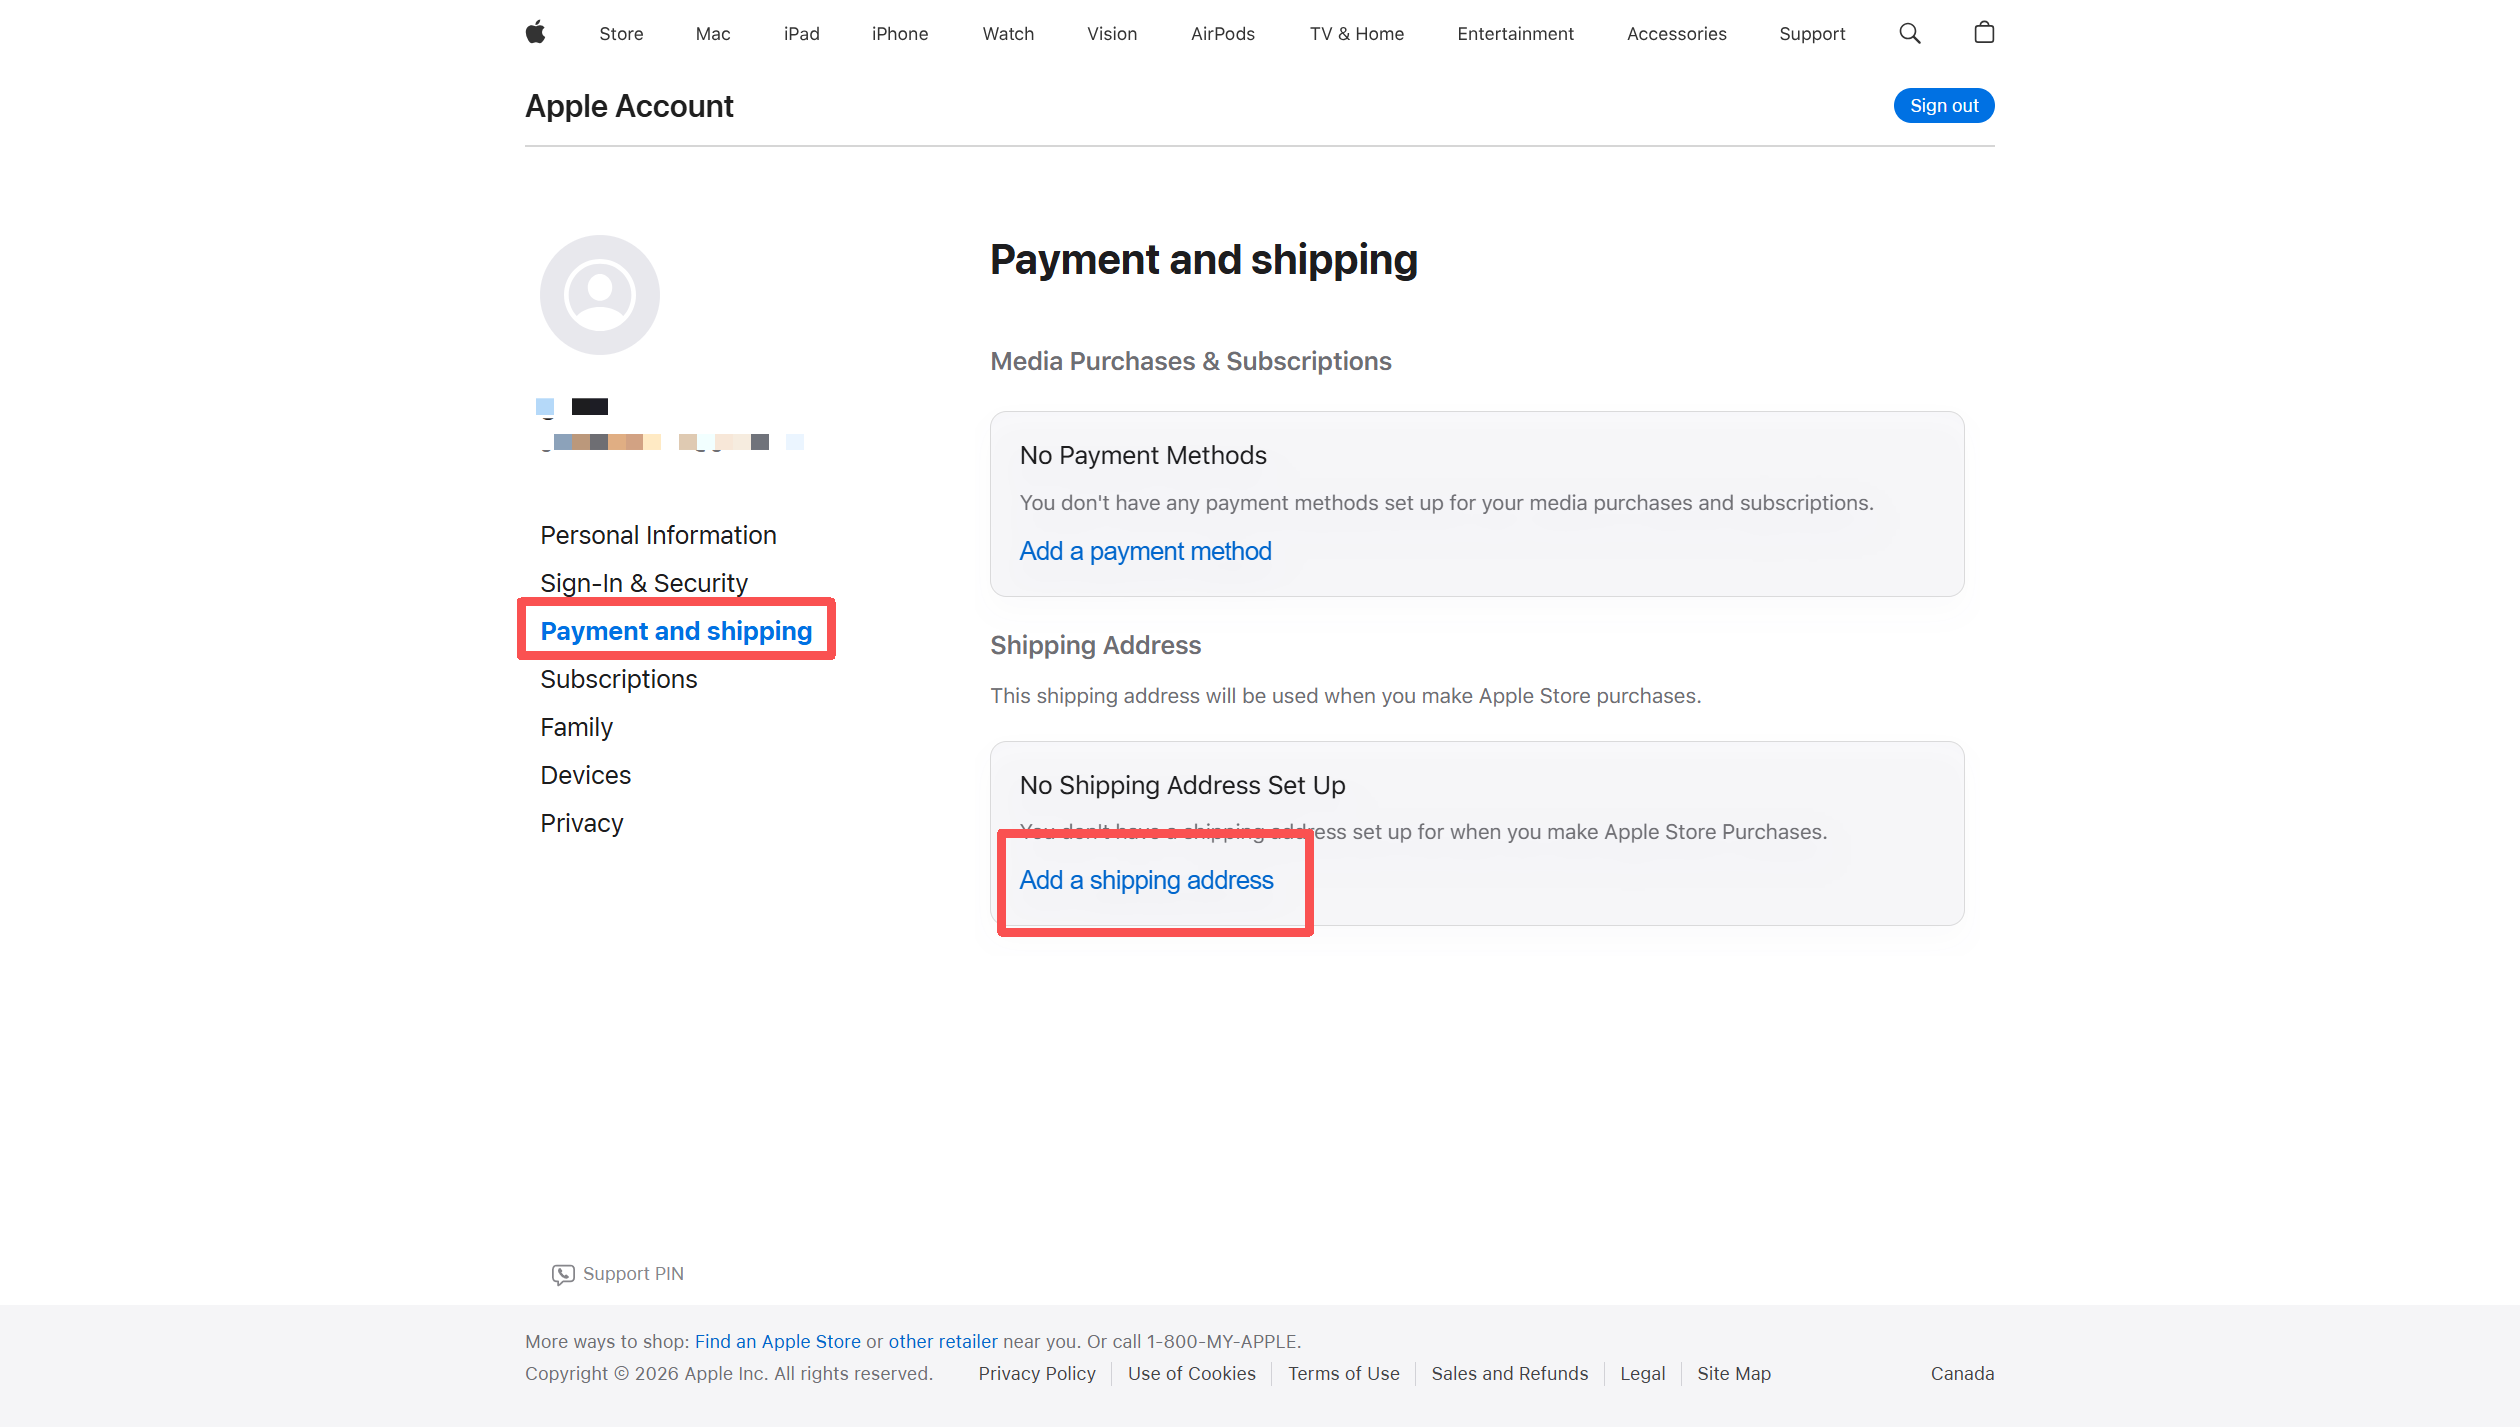 Store Mac iPad iPhone Watch Vision AirPods TV & Home Entertainment Accessories Support
Apple Account
Sign out
Personal Information
Sign-In & Security
Payment and shipping
Subscriptions
Family
Devices
Privacy
Payment and shipping
Media Purchases & Subscriptions
No Payment Methods
You don't have any payment methods set up for your media purchases and subscriptions.
Add a payment method
Shipping Address
This shipping address will be used when you make Apple Store purchases.
No Shipping Address Set Up
You don't have a shipping address set up for when you make Apple Store Purchases.
Add a shipping address
Support PIN
More ways to shop: Find an Apple Store or other retailer near you. Or call 1-800-MY-APPLE.
Copyright © 2026 Apple Inc. All rights reserved. Privacy Policy Use of Cookies Terms of Use Sales and Refunds Legal Site Map Canada